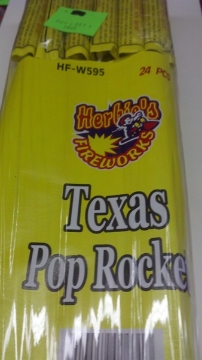 HF-W595
24 PCS
Herbie's
FIREWORKS
Texas
Pop Rocke